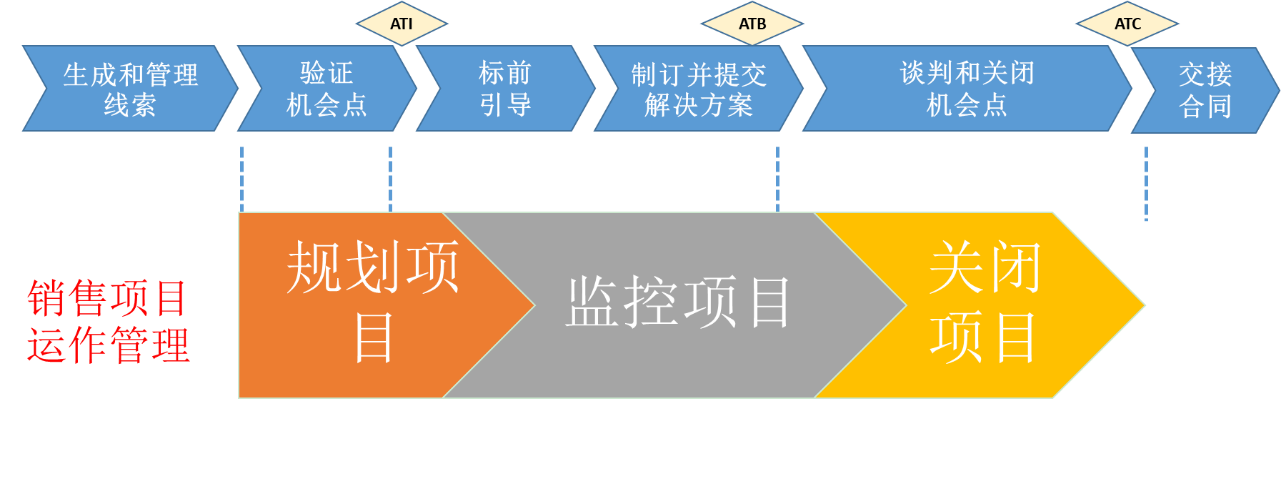 ATI
ATB
ATC
生成和管理
线索
验证
机会点
标前
引导
制订并提交
解决方案
谈判和关闭
机会点
交接
合同
销售项目
运作管理
规划项
目
监控项目
关闭
项目